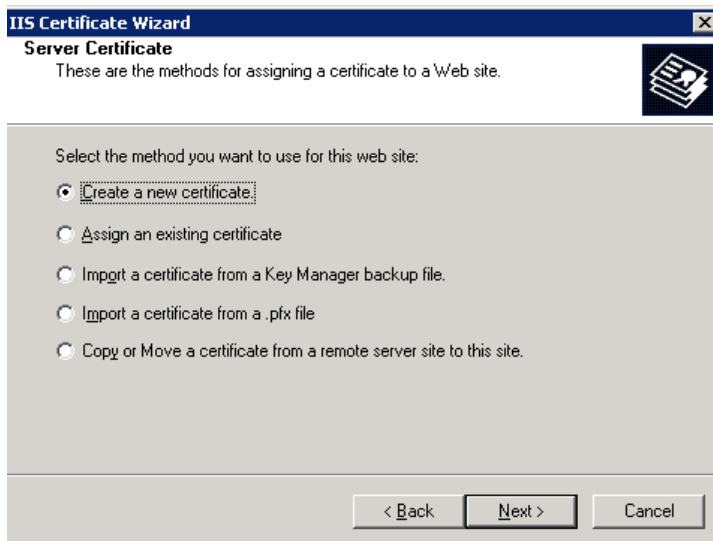 IIS Certificate Wizard
Server Certificate
These are the methods for assigning a certificate to a Web site.
Select the method you want to use for this web site:
Create a new certificate.
Assign an existing certificate
Import a certificate from a Key Manager backup file.
Import a certificate from a .pfx file
Copy or Move a certificate from a remote server site to this site.
< Back Next > Cancel